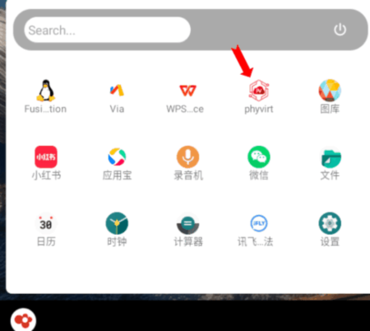 Search...
Fusi...tion
Via
WPS...ce
phyvirt
图库
小红书
小红书
应用宝
录音机
微信
文件
30
日历
时钟
计算器
iFLY
讯飞...法
设置